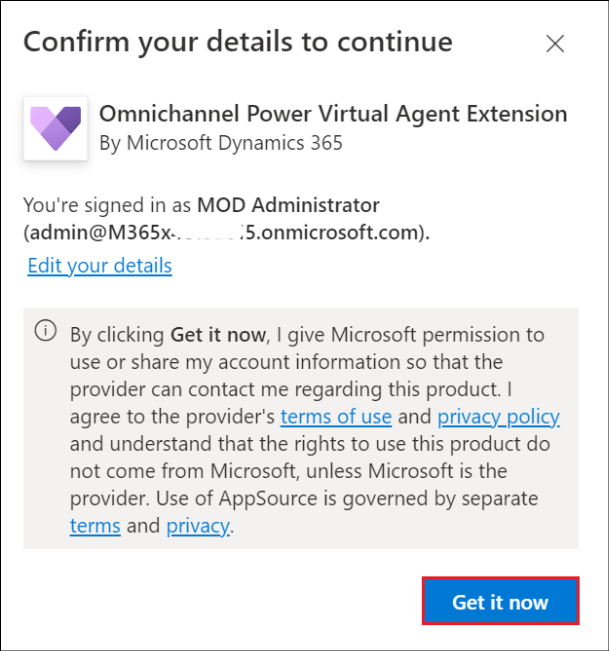 Confirm your details to continue
Omnichannel Power Virtual Agent Extension
By Microsoft Dynamics 365
You're signed in as MOD Administrator
5.onmicrosoft.com).
Edit your details
By clicking Get it now, I give Microsoft permission to
use or share my account information so that the
provider can contact me regarding this product. I
agree to the provider's terms of use and privacy policy
and understand that the rights to use this product do
not come from Microsoft, unless Microsoft is the
provider. Use of AppSource is governed by separate
terms and privacy.
Get it now